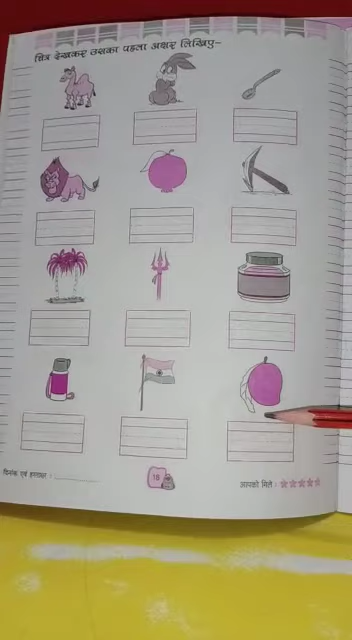 चित्र देखकर उसका पहला अक्षर लिखिए–
दिनांक एवं हस्ताक्षर :
16
आपको मिले :